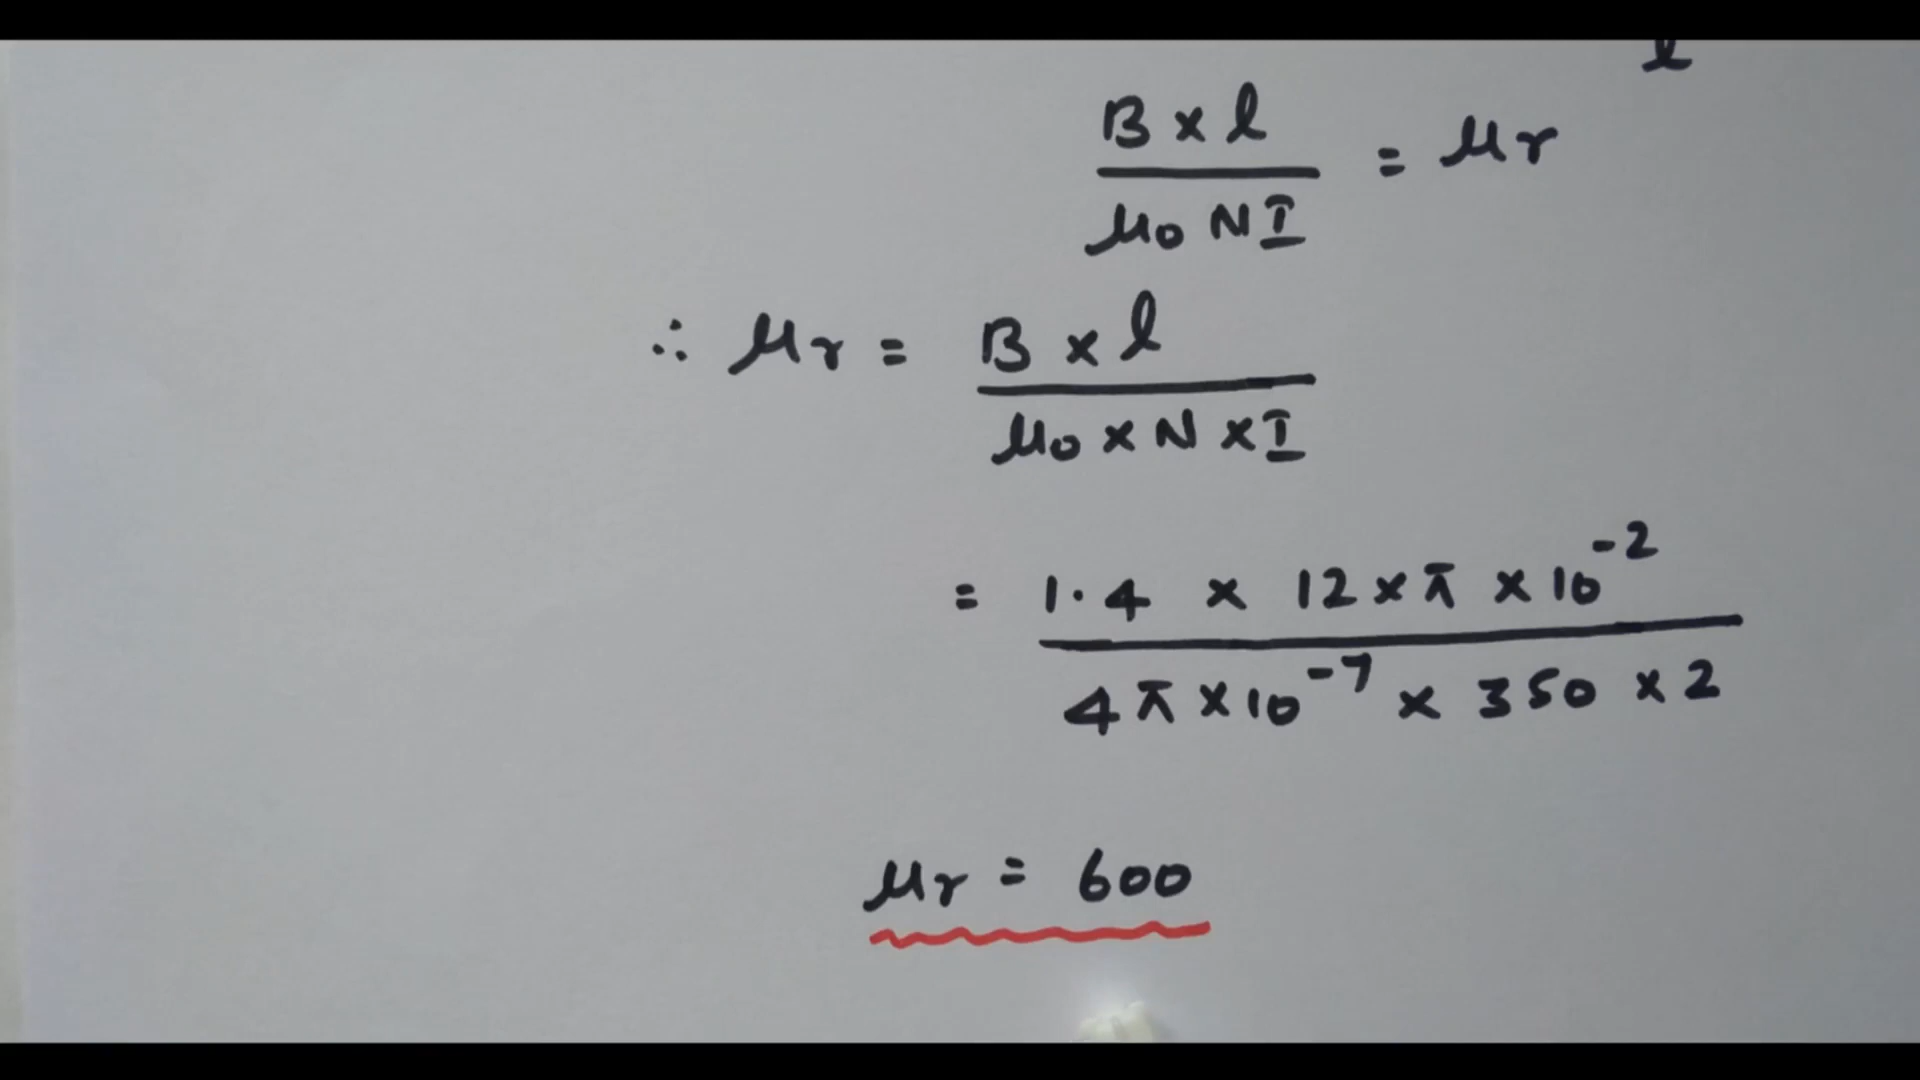 l
B × l / μ₀ N I = μr
∴ μr = B × l / μ₀ × N × I
= 1.4 × 12 × π × 10⁻² / 4π × 10⁻⁷ × 350 × 2
μr = 600